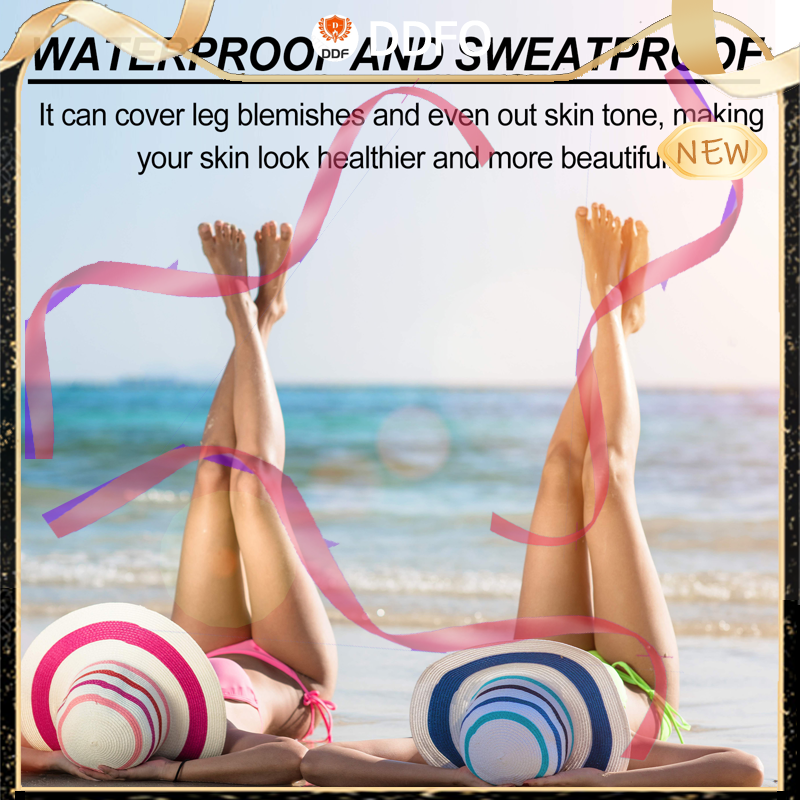 DDFO
DDF
WATERPROOF AND SWEATPROOF
It can cover leg blemishes and even out skin tone, making
your skin look healthier and more beautiful.
NEW